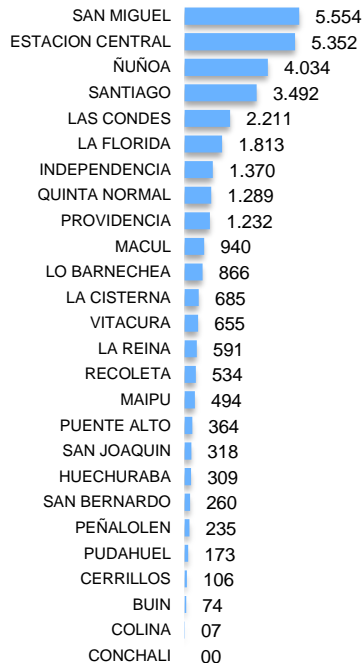 SAN MIGUEL 5.554
ESTACION CENTRAL 5.352
ÑUÑOA 4.034
SANTIAGO 3.492
LAS CONDES 2.211
LA FLORIDA 1.813
INDEPENDENCIA 1.370
QUINTA NORMAL 1.289
PROVIDENCIA 1.232
MACUL 940
LO BARNECHEA 866
LA CISTERNA 685
VITACURA 655
LA REINA 591
RECOLETA 534
MAIPU 494
PUENTE ALTO 364
SAN JOAQUIN 318
HUECHURABA 309
SAN BERNARDO 260
PEÑALOLEN 235
PUDAHUEL 173
CERRILLOS 106
BUIN 74
COLINA 07
CONCHALI 00